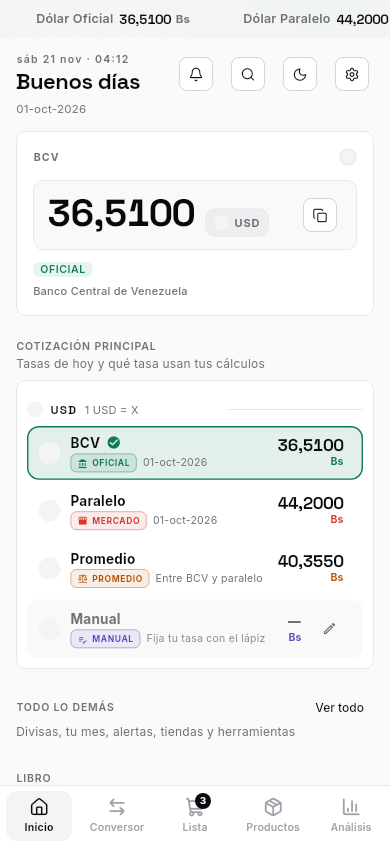 Dólar Oficial 36,5100 Bs Dólar Paralelo 44,2000
sáb 21 nov · 04:12
Buenos días
01-oct-2026
BCV
36,5100 USD
OFICIAL
Banco Central de Venezuela
COTIZACIÓN PRINCIPAL
Tasas de hoy y qué tasa usan tus cálculos
USD 1 USD = X
BCV 36,5100
OFICIAL 01-oct-2026 Bs
Paralelo 44,2000
MERCADO 01-oct-2026 Bs
Promedio 40,3550
PROMEDIO Entre BCV y paralelo Bs
Manual —
MANUAL Fija tu tasa con el lápiz Bs
TODO LO DEMÁS Ver todo
Divisas, tu mes, alertas, tiendas y herramientas
LIBRO
3
Inicio Conversor Lista Productos Análisis